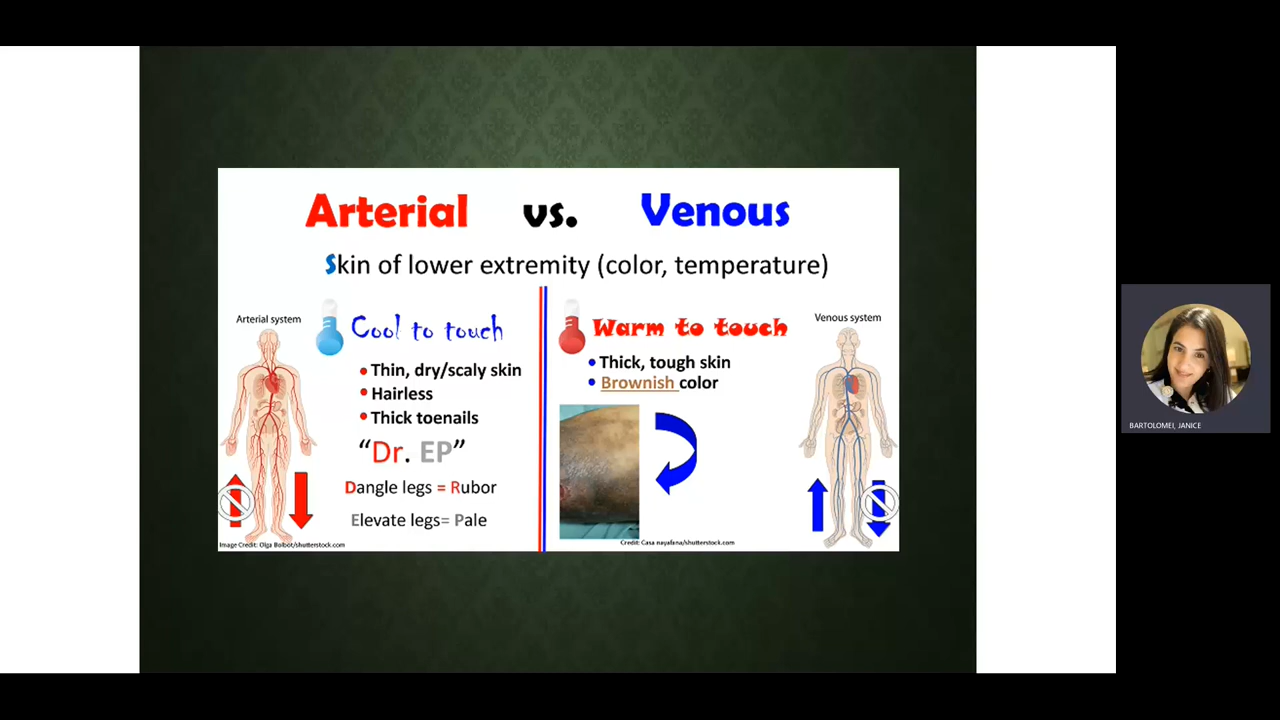 Arterial vs. Venous
Skin of lower extremity (color, temperature)
Arterial system
Cool to touch
• Thin, dry/scaly skin
• Hairless
• Thick toenails
“Dr. EP”
Dangle legs = Rubor
Elevate legs= Pale
Image Credit: Olga Bolbot/shutterstock.com
Warm to touch
Venous system
• Thick, tough skin
• Brownish color
Credit: Casa nayafana/shutterstock.com
BARTOLOMEI, JANICE